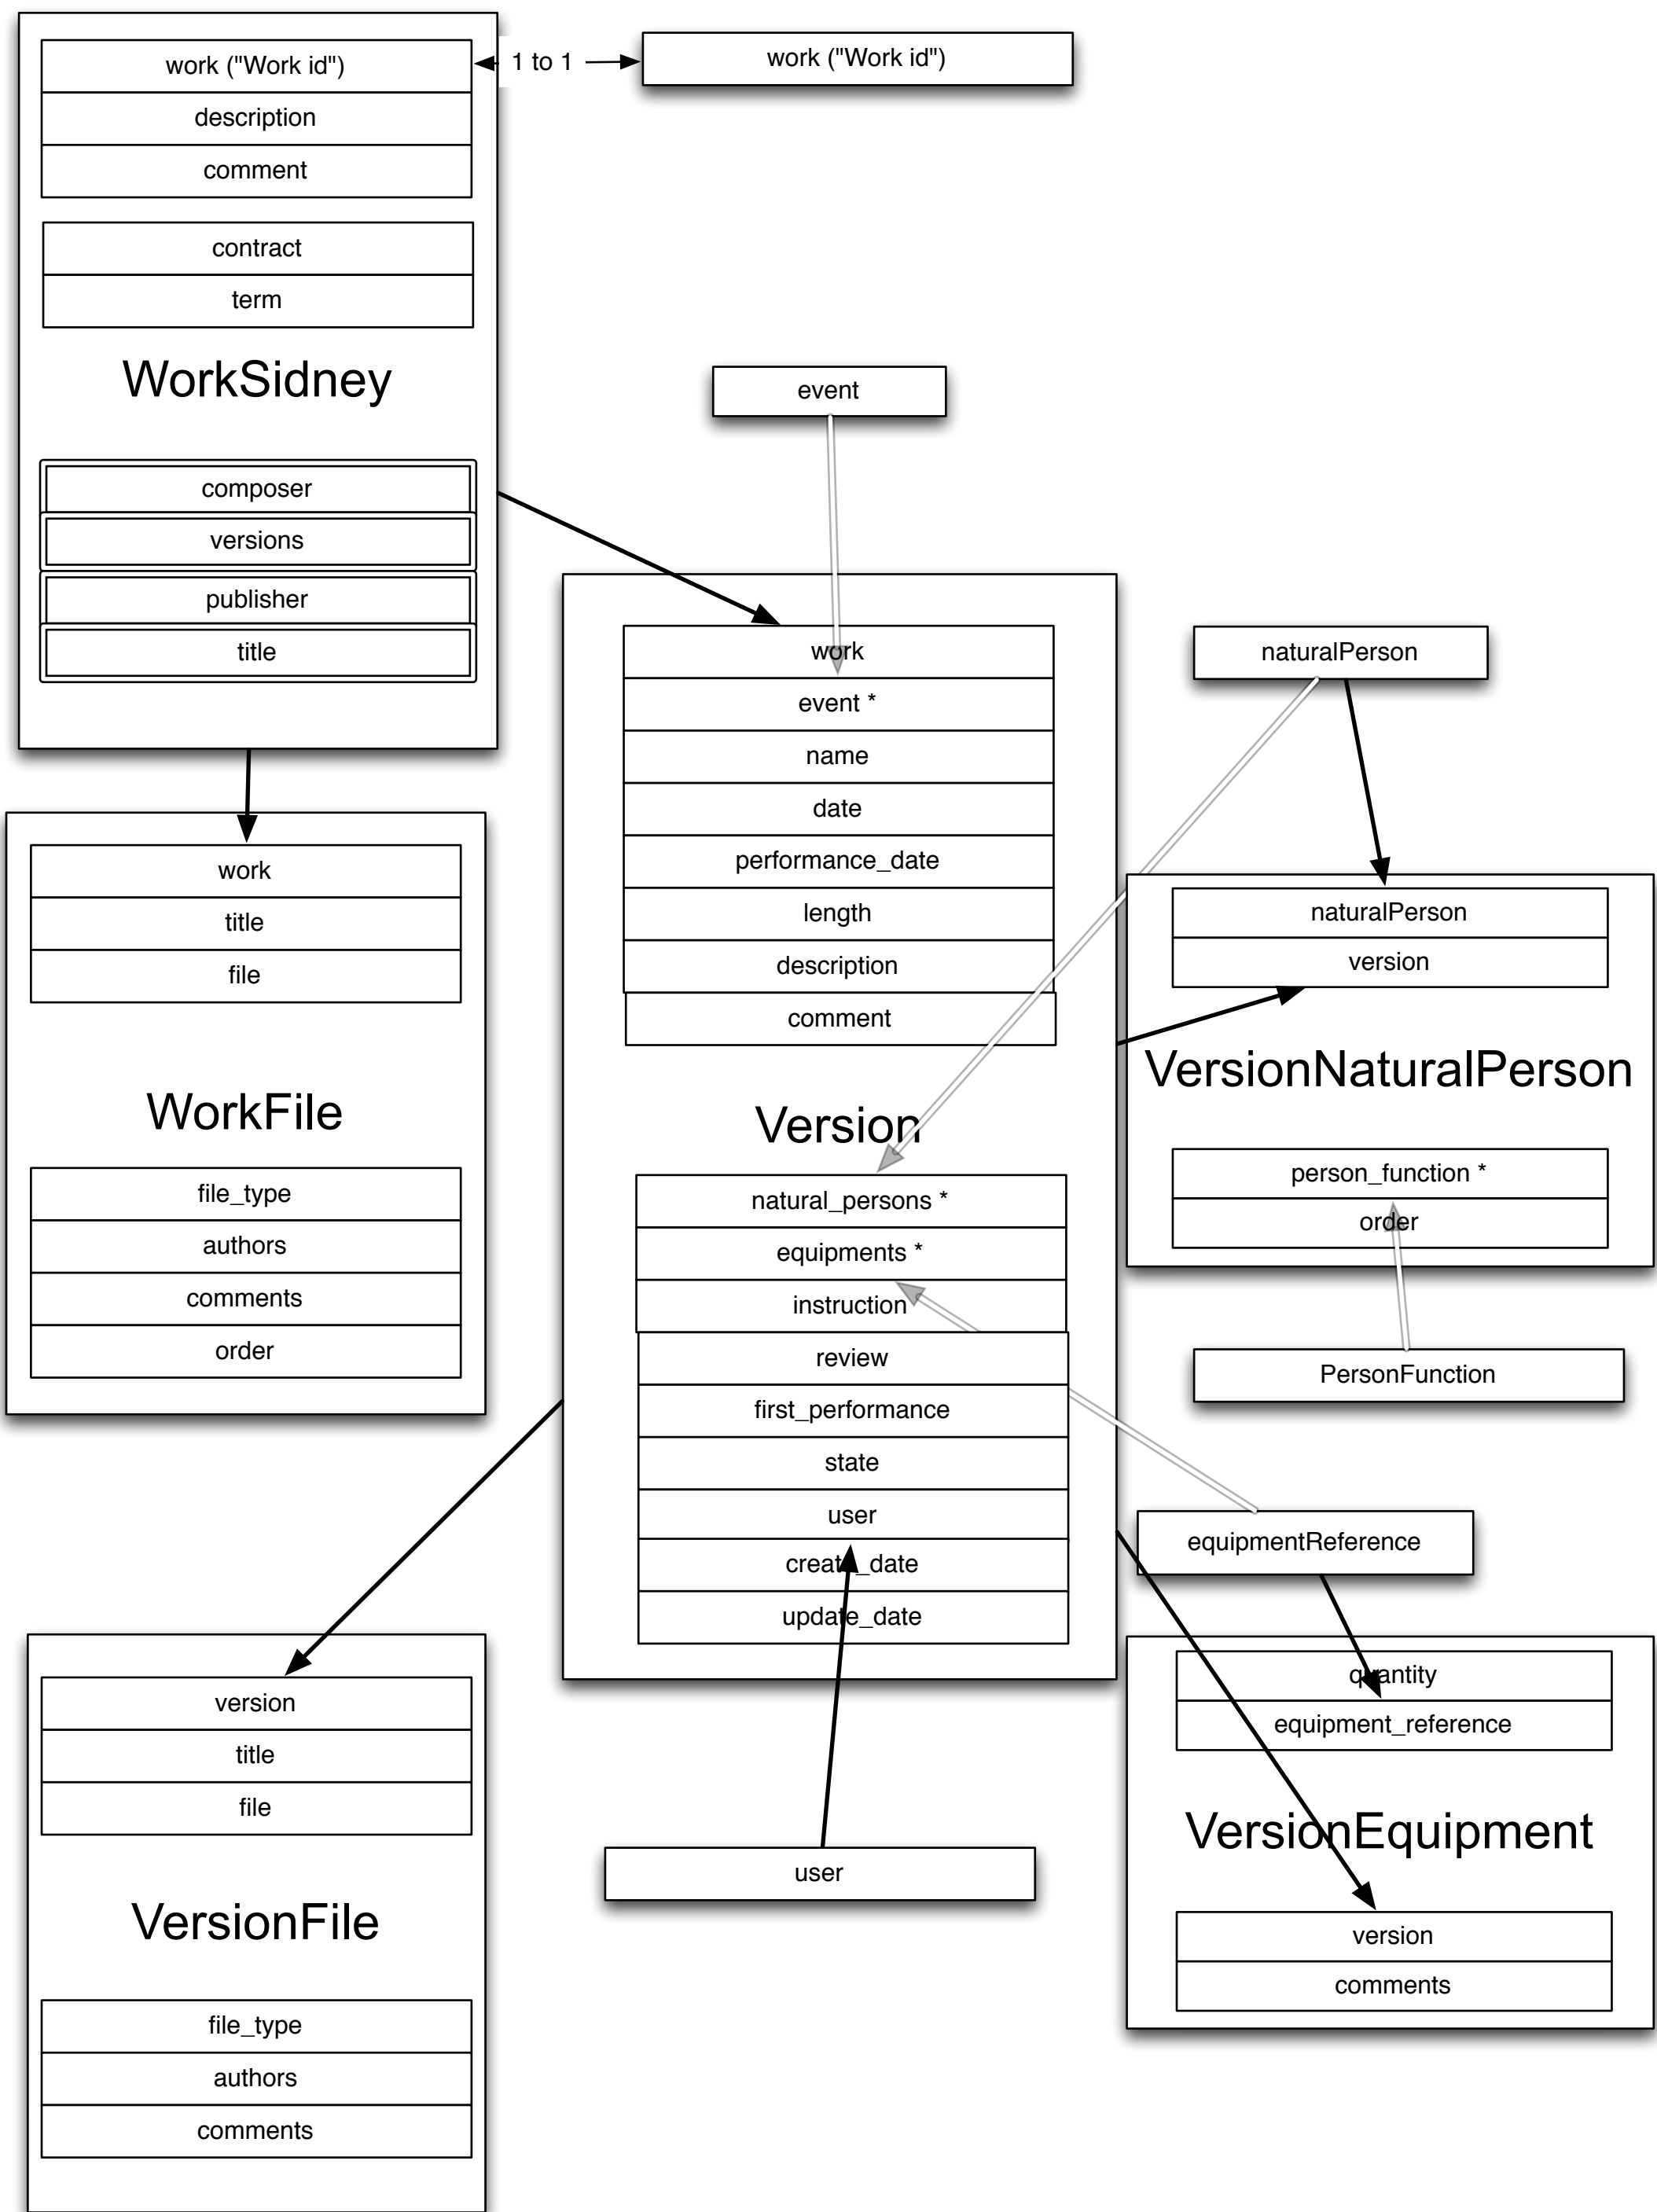 work ("Work id")
1 to 1
work ("Work id")
description
comment
contract
term
WorkSidney
composer
versions
publisher
title
event
work
event *
name
date
performance_date
length
description
comment
Version
natural_persons *
equipments *
instruction
review
first_performance
state
user
create_date
update_date
naturalPerson
naturalPerson
version
VersionNaturalPerson
person_function *
order
PersonFunction
work
title
file
WorkFile
file_type
authors
comments
order
equipmentReference
quantity
equipment_reference
VersionEquipment
version
comments
version
title
file
VersionFile
file_type
authors
comments
user